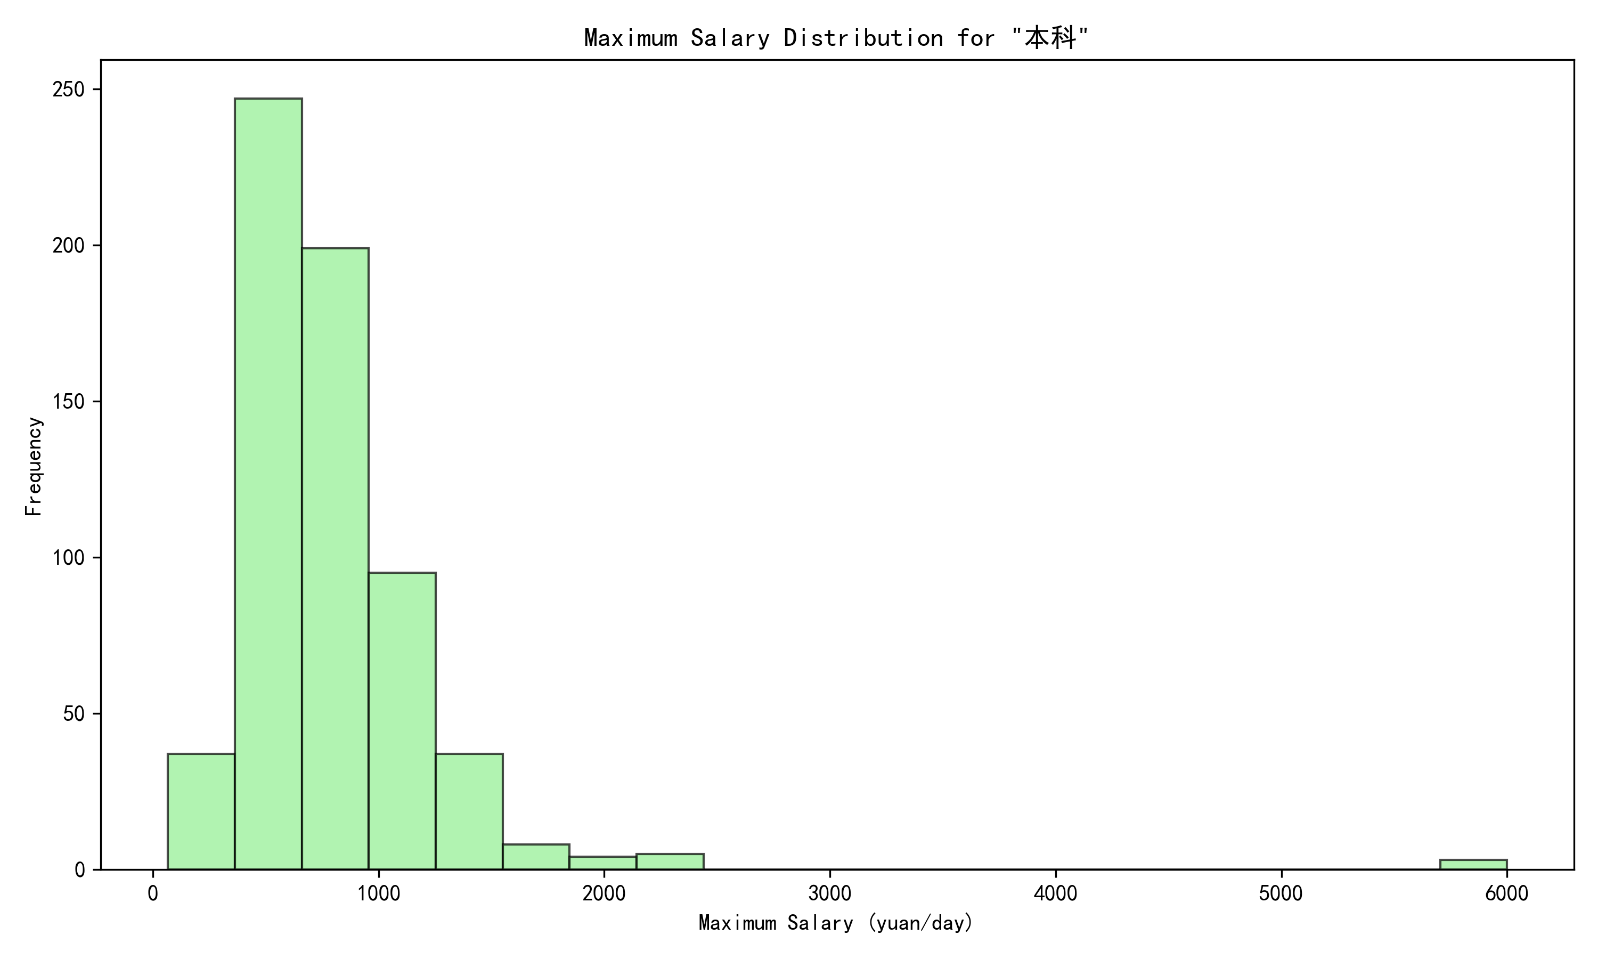 Maximum Salary Distribution for "本科"
250
200
150
100
50
0
Frequency
0 1000 2000 3000 4000 5000 6000
Maximum Salary (yuan/day)